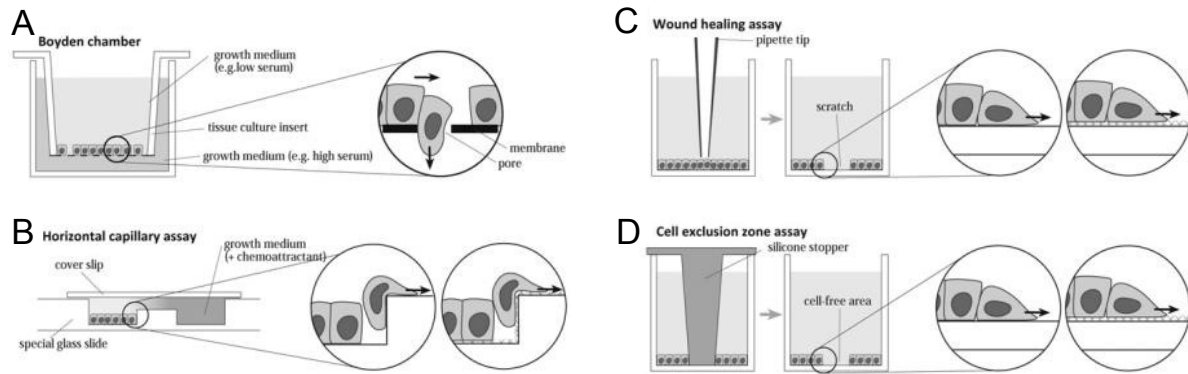 A
Boyden chamber
growth medium
(e.g.low serum)
tissue culture insert
growth medium (e.g. high serum)
membrane
pore
B
Horizontal capillary assay
growth medium
(+ chemoattractant)
cover slip
special glass slide
C
Wound healing assay
pipette tip
scratch
D
Cell exclusion zone assay
silicone stopper
cell-free area